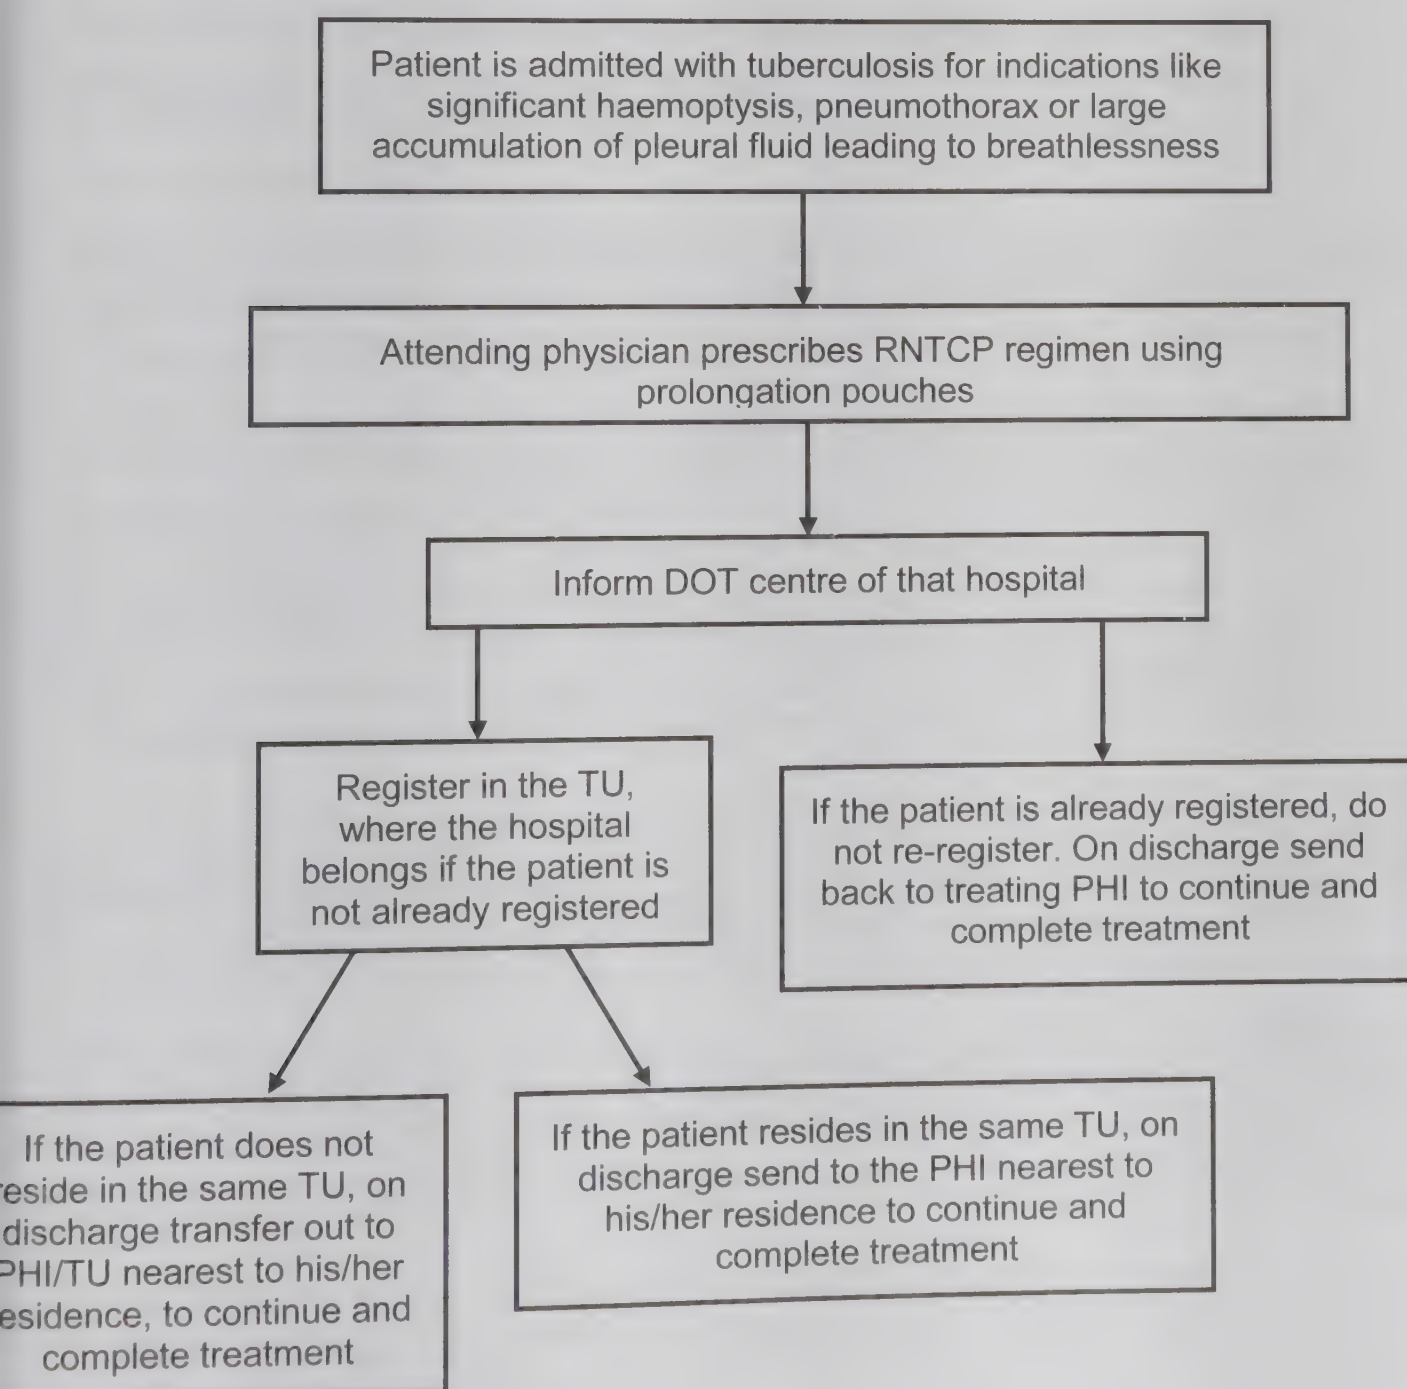 Patient is admitted with tuberculosis for indications like
significant haemoptysis, pneumothorax or large
accumulation of pleural fluid leading to breathlessness
Attending physician prescribes RNTCP regimen using
prolongation pouches
Inform DOT centre of that hospital
Register in the TU,
where the hospital
belongs if the patient is
not already registered
If the patient is already registered, do
not re-register. On discharge send
back to treating PHI to continue and
complete treatment
If the patient does not
eside in the same TU, on
discharge transfer out to
PHI/TU nearest to his/her
esidence, to continue and
complete treatment
If the patient resides in the same TU, on
discharge send to the PHI nearest to
his/her residence to continue and
complete treatment